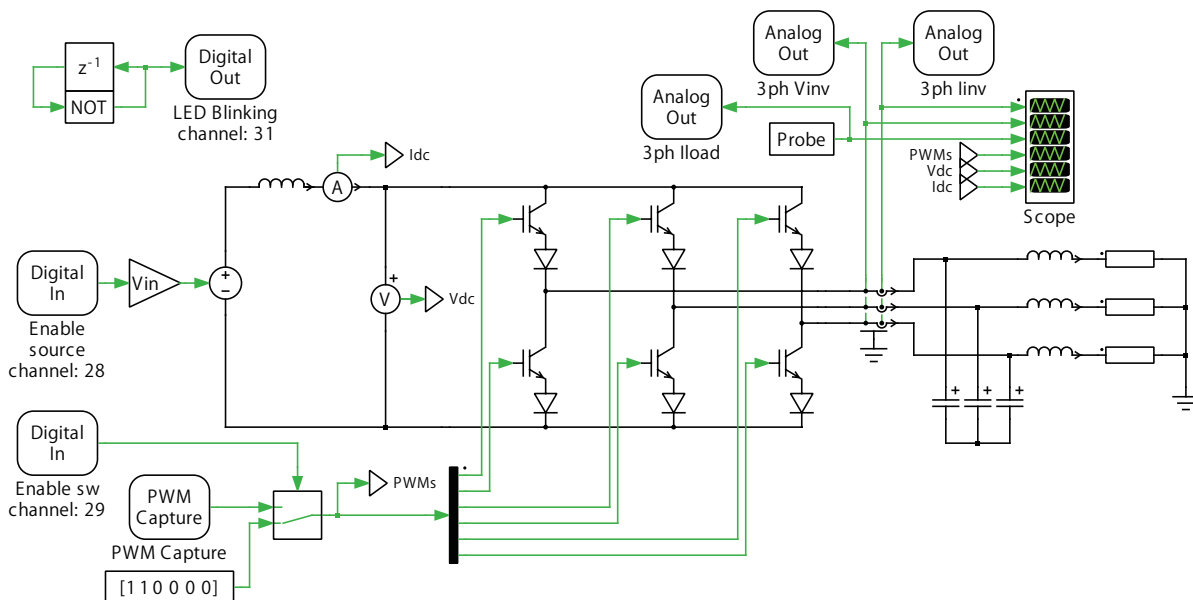 z-1
NOT
Digital
Out
LED Blinking
channel: 31
Analog
Out
3ph Vinv
Analog
Out
3ph Iinv
Analog
Out
3ph Iload
Probe
PWMs
Vdc
Idc
Scope
Idc
A
Digital
In
Enable
source
channel: 28
Vin
+
−
+
V
Vdc
Digital
In
Enable sw
channel: 29
PWM
Capture
PWM Capture
[1 1 0 0 0 0]
PWMs
+
+
+